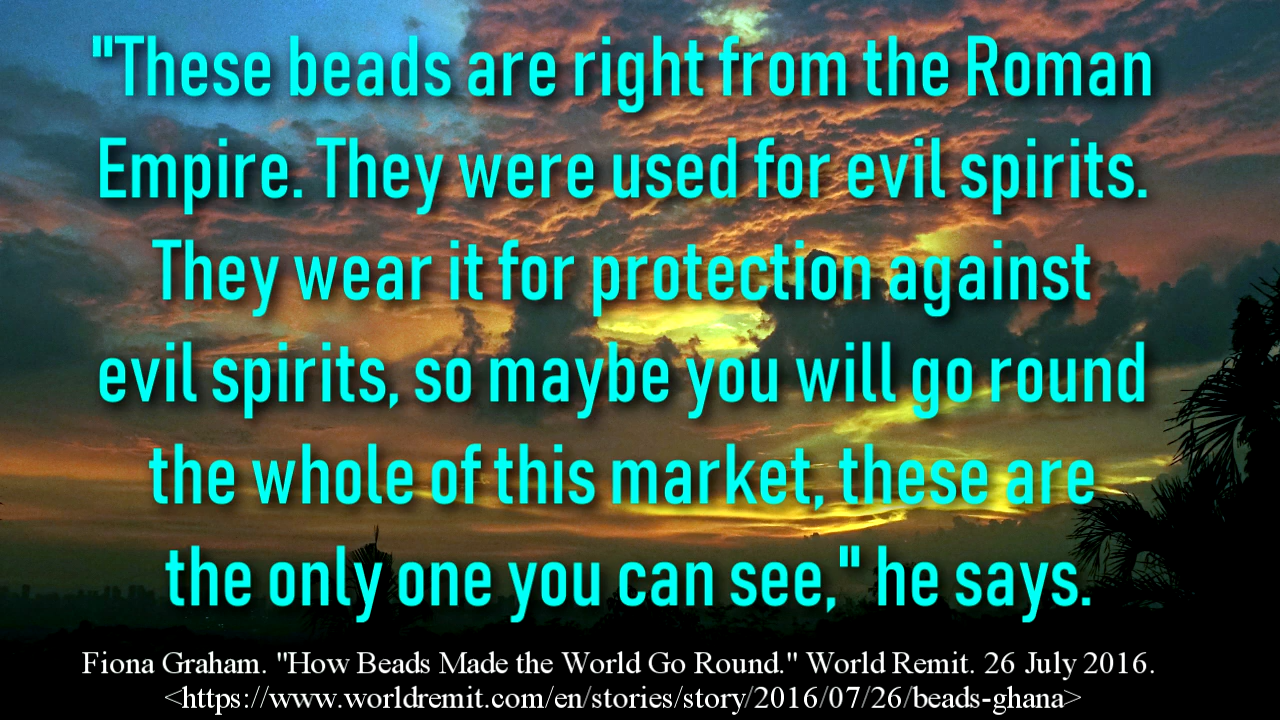 "These beads are right from the Roman
Empire. They were used for evil spirits.
They wear it for protection against
evil spirits, so maybe you will go round
the whole of this market, these are
the only one you can see," he says.
Fiona Graham. "How Beads Made the World Go Round." World Remit. 26 July 2016.
<https://www.worldremit.com/en/stories/story/2016/07/26/beads-ghana>